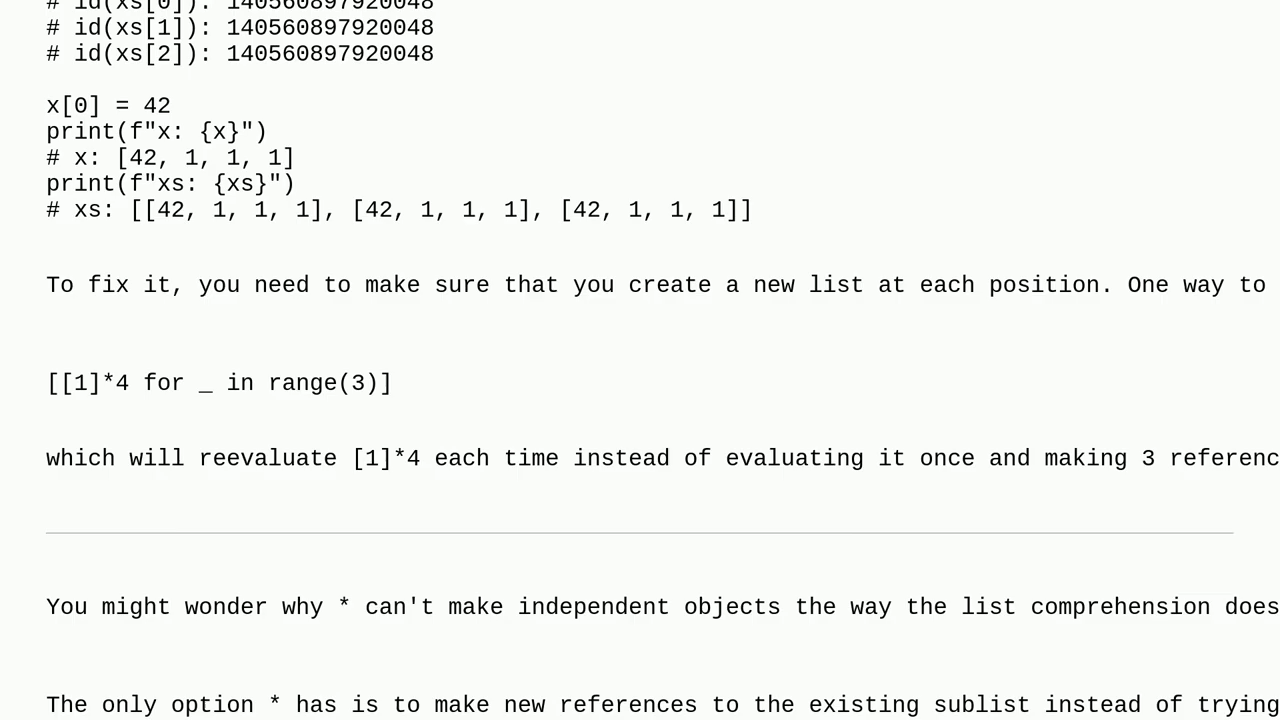 # id(xs[0]): 140560897920048
# id(xs[1]): 140560897920048
# id(xs[2]): 140560897920048
x[0] = 42
print(f"x: {x}")
# x: [42, 1, 1, 1]
print(f"xs: {xs}")
# xs: [[42, 1, 1, 1], [42, 1, 1, 1], [42, 1, 1, 1]]
To fix it, you need to make sure that you create a new list at each position. One way to
[[1]*4 for _ in range(3)]
which will reevaluate [1]*4 each time instead of evaluating it once and making 3 referenc
You might wonder why * can't make independent objects the way the list comprehension does
The only option * has is to make new references to the existing sublist instead of trying